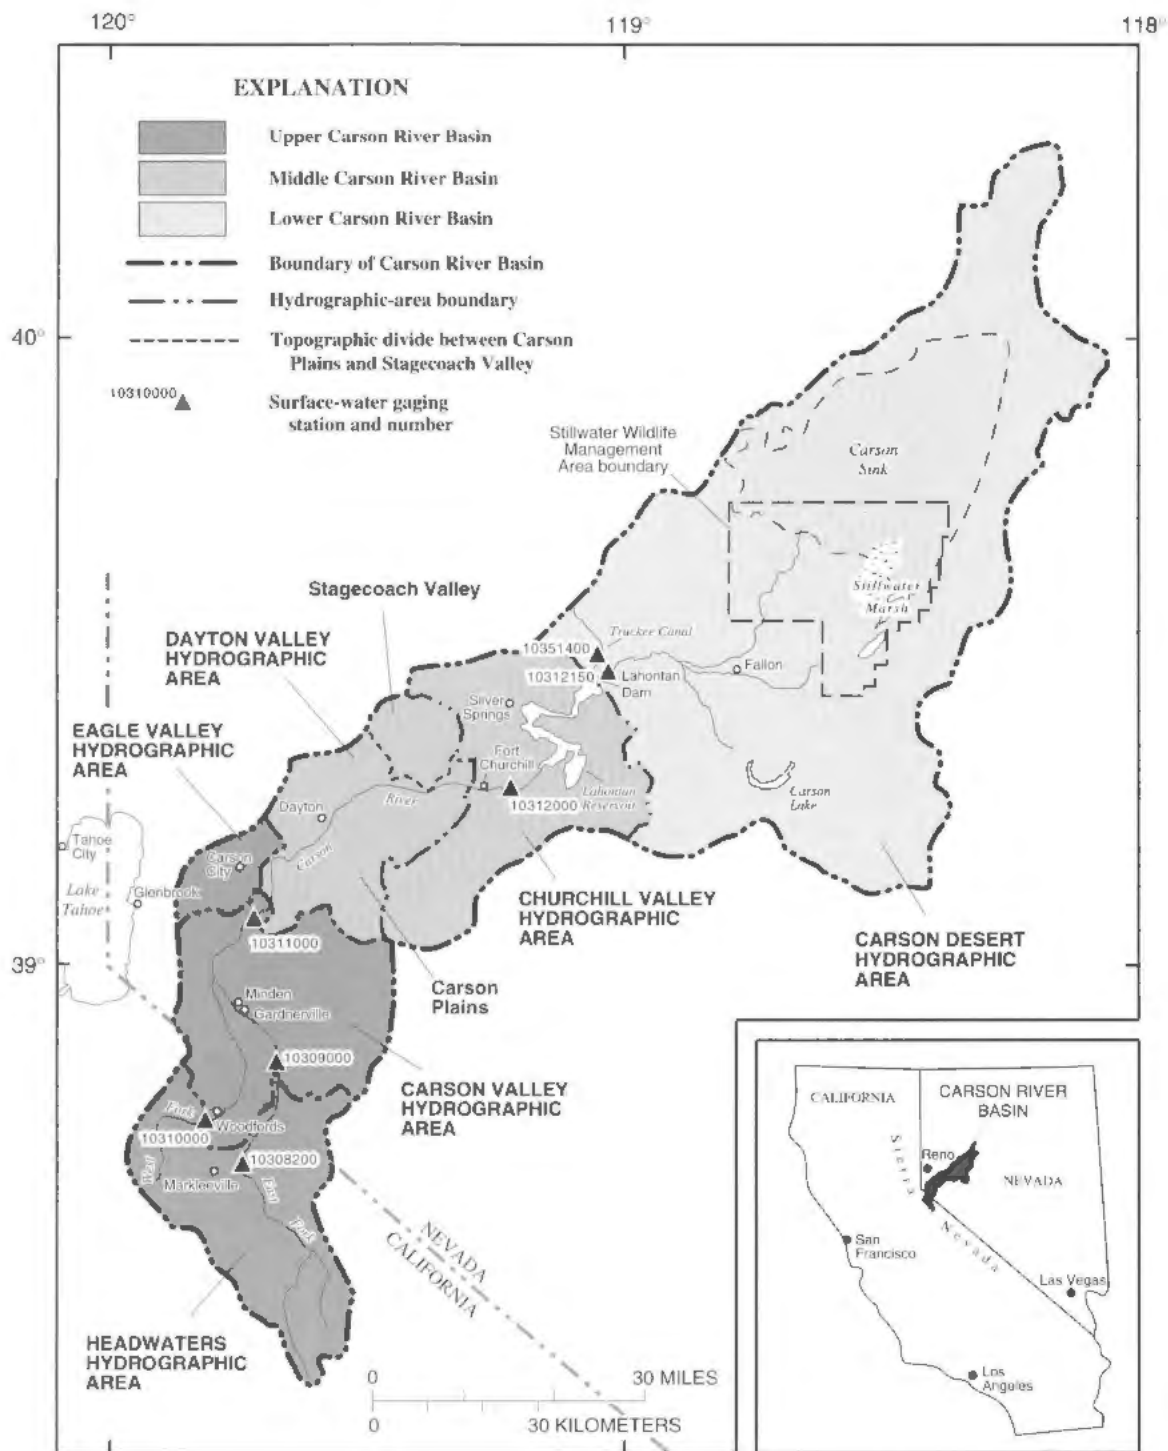 120°
119°
118°
EXPLANATION
Upper Carson River Basin
Middle Carson River Basin
Lower Carson River Basin
Boundary of Carson River Basin
Hydrographic-area boundary
Topographic divide between Carson
Plains and Stagecoach Valley
10310000
Surface-water gaging
station and number
40°
39°
Stillwater Wildlife
Management
Area boundary
Carson
Sink
Stillwater
Marsh
Stagecoach Valley
DAYTON VALLEY
HYDROGRAPHIC
AREA
EAGLE VALLEY
HYDROGRAPHIC
AREA
Truckee Canal
10351400
10312150
Lahontan
Dam
Fallon
Silver
Springs
Fort
Churchill
10312000
Lahontan
Reservoir
Carson
Lake
Dayton
Carson
River
Tahoe
City
Lake
Tahoe
Glenbrook
Carson
City
10311000
CHURCHILL VALLEY
HYDROGRAPHIC
AREA
CARSON DESERT
HYDROGRAPHIC
AREA
Carson
Plains
Minden
Gardnerville
10309000
CARSON VALLEY
HYDROGRAPHIC
AREA
West
Fork
Woodfords
10310000
10308200
Markleeville
East
Fork
NEVADA
CALIFORNIA
HEADWATERS
HYDROGRAPHIC
AREA
0 30 MILES
0 30 KILOMETERS
CALIFORNIA
CARSON RIVER
BASIN
Sierra
Nevada
Reno
NEVADA
San
Francisco
Las Vegas
Los
Angeles